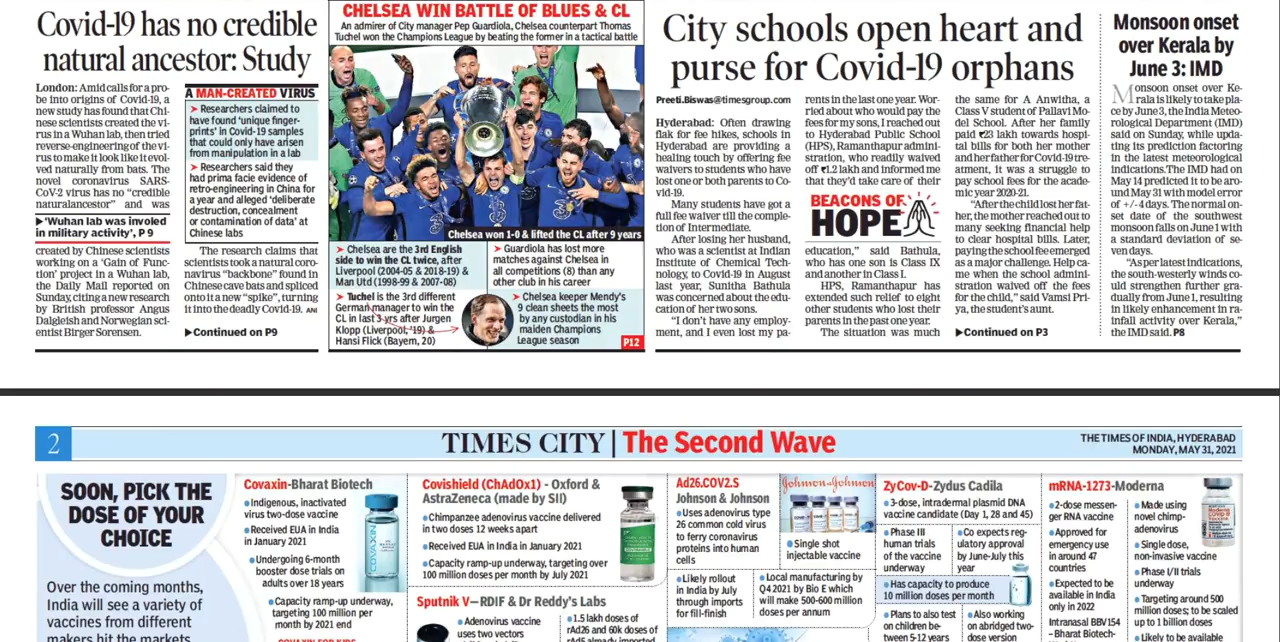 Covid-19 has no credible
natural ancestor: Study
London: Amid calls for a pro-
be into origins of Covid-19, a
new study has found that Chi-
nese scientists created the vi-
rus in a Wuhan lab, then tried
reverse-engineering of the vi-
rus to make it look like it evol-
ved naturally from bats. The
novel coronavirus SARS-
CoV-2 virus has no “credible
naturalancestor” and was
➤‘Wuhan lab was involed
in military activity’, P 9
created by Chinese scientists
working on a ‘Gain of Func-
tion’ project in a Wuhan lab,
the Daily Mail reported on
Sunday, citing a new research
by British professor Angus
Dalgleish and Norwegian sci-
entist Birger Sorensen.
A MAN-CREATED VIRUS
➤ Researchers claimed to
have found ‘unique finger-
prints’ in Covid-19 samples
that could only have arisen
from manipulation in a lab
➤ Researchers said they
had prima facie evidence of
retro-engineering in China for
a year and alleged ‘deliberate
destruction, concealment
or contamination of data’ at
Chinese labs
The research claims that
scientists took a natural coro-
navirus “backbone” found in
Chinese cave bats and spliced
onto it a new “spike”, turning
it into the deadly Covid-19. ANI
➤Continued on P9
CHELSEA WIN BATTLE OF BLUES & CL
An admirer of City manager Pep Guardiola, Chelsea counterpart Thomas
Tuchel won the Champions League by beating the former in a tactical battle
Chelsea won 1-0 & lifted the CL after 9 years
➤ Chelsea are the 3rd English
side to win the CL twice, after
Liverpool (2004-05 & 2018-19) &
Man Utd (1998-99 & 2007-08)
➤ Tuchel is the 3rd different
German manager to win the
CL in last 3 yrs after Jurgen
Klopp (Liverpool, ‘19) &
Hansi Flick (Bayern, 20)
➤ Guardiola has lost more
matches against Chelsea in
all competitions (8) than any
other club in his career
➤ Chelsea keeper Mendy’s
9 clean sheets the most
by any custodian in his
maiden Champions
League season
P12
City schools open heart and
purse for Covid-19 orphans
Preeti.Biswas@timesgroup.com
Hyderabad: Often drawing
flak for fee hikes, schools in
Hyderabad are providing a
healing touch by offering fee
waivers to students who have
lost one or both parents to Co-
vid-19.
Many students have got a
full fee waiver till the comple-
tion of Intermediate.
After losing her husband,
who was a scientist at Indian
Institute of Chemical Tech-
nology, to Covid-19 in August
last year, Sunitha Bathula
was concerned about the edu-
cation of her two sons.
“I don’t have any employ-
ment, and I even lost my pa-
rents in the last one year. Wor-
ried about who would pay the
fees for my sons, I reached out
to Hyderabad Public School
(HPS), Ramanthapur admini-
stration, who readily waived
off ₹1.2 lakh and informed me
that they’d take care of their
BEACONS OF
HOPE
education,” said Bathula,
who has one son is Class IX
and another in Class I.
HPS, Ramanthapur has
extended such relief to eight
other students who lost their
parents in the past one year.
The situation was much
the same for A Anwitha, a
Class V student of Pallavi Mo-
del School. After her family
paid ₹23 lakh towards hospi-
tal bills for both her mother
and her father for Covid-19 tre-
atment, it was a struggle to
pay school fees for the acade-
mic year 2020-21.
“After the child lost her fat-
her, the mother reached out to
many seeking financial help
to clear hospital bills. Later,
paying the school fee emerged
as a major challenge. Help ca-
me when the school admini-
stration waived off the fees
for the child,” said Vamsi Pri-
ya, the student’s aunt.
➤Continued on P3
Monsoon onset
over Kerala by
June 3: IMD
Monsoon onset over Ke-
rala is likely to take pla-
ce by June 3, the India Meteo-
rological Department (IMD)
said on Sunday, while upda-
ting its prediction factoring
in the latest meteorological
indications.The IMD had on
May 14 predicted it to be aro-
und May 31 with model error
of +/- 4 days. The normal on-
set date of the southwest
monsoon falls on June 1 with
a standard deviation of se-
ven days.
“As per latest indications,
the south-westerly winds co-
uld strengthen further gra-
dually from June 1, resulting
in likely enhancement in ra-
infall activity over Kerala,”
the IMD said. P8
2
TIMES CITY | The Second Wave
THE TIMES OF INDIA, HYDERABAD
MONDAY, MAY 31, 2021
SOON, PICK THE
DOSE OF YOUR
CHOICE
Over the coming months,
India will see a variety of
vaccines from different
makers hit the markets
Covaxin-Bharat Biotech
Indigenous, inactivated
virus two-dose vaccine
Received EUA in India
in January 2021
Undergoing 6-month
booster dose trials on
adults over 18 years
Capacity ramp-up underway,
targeting 100 million per
month by 2021 end
COVAXIN FOR KIDS
COVAXIN
Covishield (ChAdOx1) - Oxford &
AstraZeneca (made by SII)
Chimpanzee adenovirus vaccine delivered
in two doses 12 weeks apart
Received EUA in India in January 2021
Capacity ramp-up underway, targeting over
100 million doses per month by July 2021
Sputnik V—RDIF & Dr Reddy’s Labs
Adenovirus vaccine
uses two vectors
1.5 lakh doses of
rAd26 and 60k doses of
rAd5 already imported
Ad26.COV2.S
Johnson & Johnson
Uses adenovirus type
26 common cold virus
to ferry coronavirus
proteins into human
cells
Johnson & Johnson
Single shot
injectable vaccine
Likely rollout
in India by July
through imports
for fill-finish
Local manufacturing by
Q4 2021 by Bio E which
will make 500-600 million
doses per annum
ZyCov-D-Zydus Cadila
3-dose, intradermal plasmid DNA
vaccine candidate (Day 1, 28 and 45)
Phase III
human trials
of the vaccine
underway
Co expects reg-
ulatory approval
by June-July this
year
Has capacity to produce
10 million doses per month
Plans to also test
on children be-
tween 5-12 years
Also working
on abridged two-
dose version
mRNA-1273-Moderna
2-dose messen-
ger RNA vaccine
Approved for
emergency use
in around 47
countries
Expected to be
available in India
only in 2022
Intranasal BBV154
- Bharat Biotech-
Made using
novel chimp-
adenovirus
Single dose,
non-invasive vaccine
Phase I/II trials
underway
Targeting around 500
million doses; to be scaled
up to 1 billion doses
Likely to be available